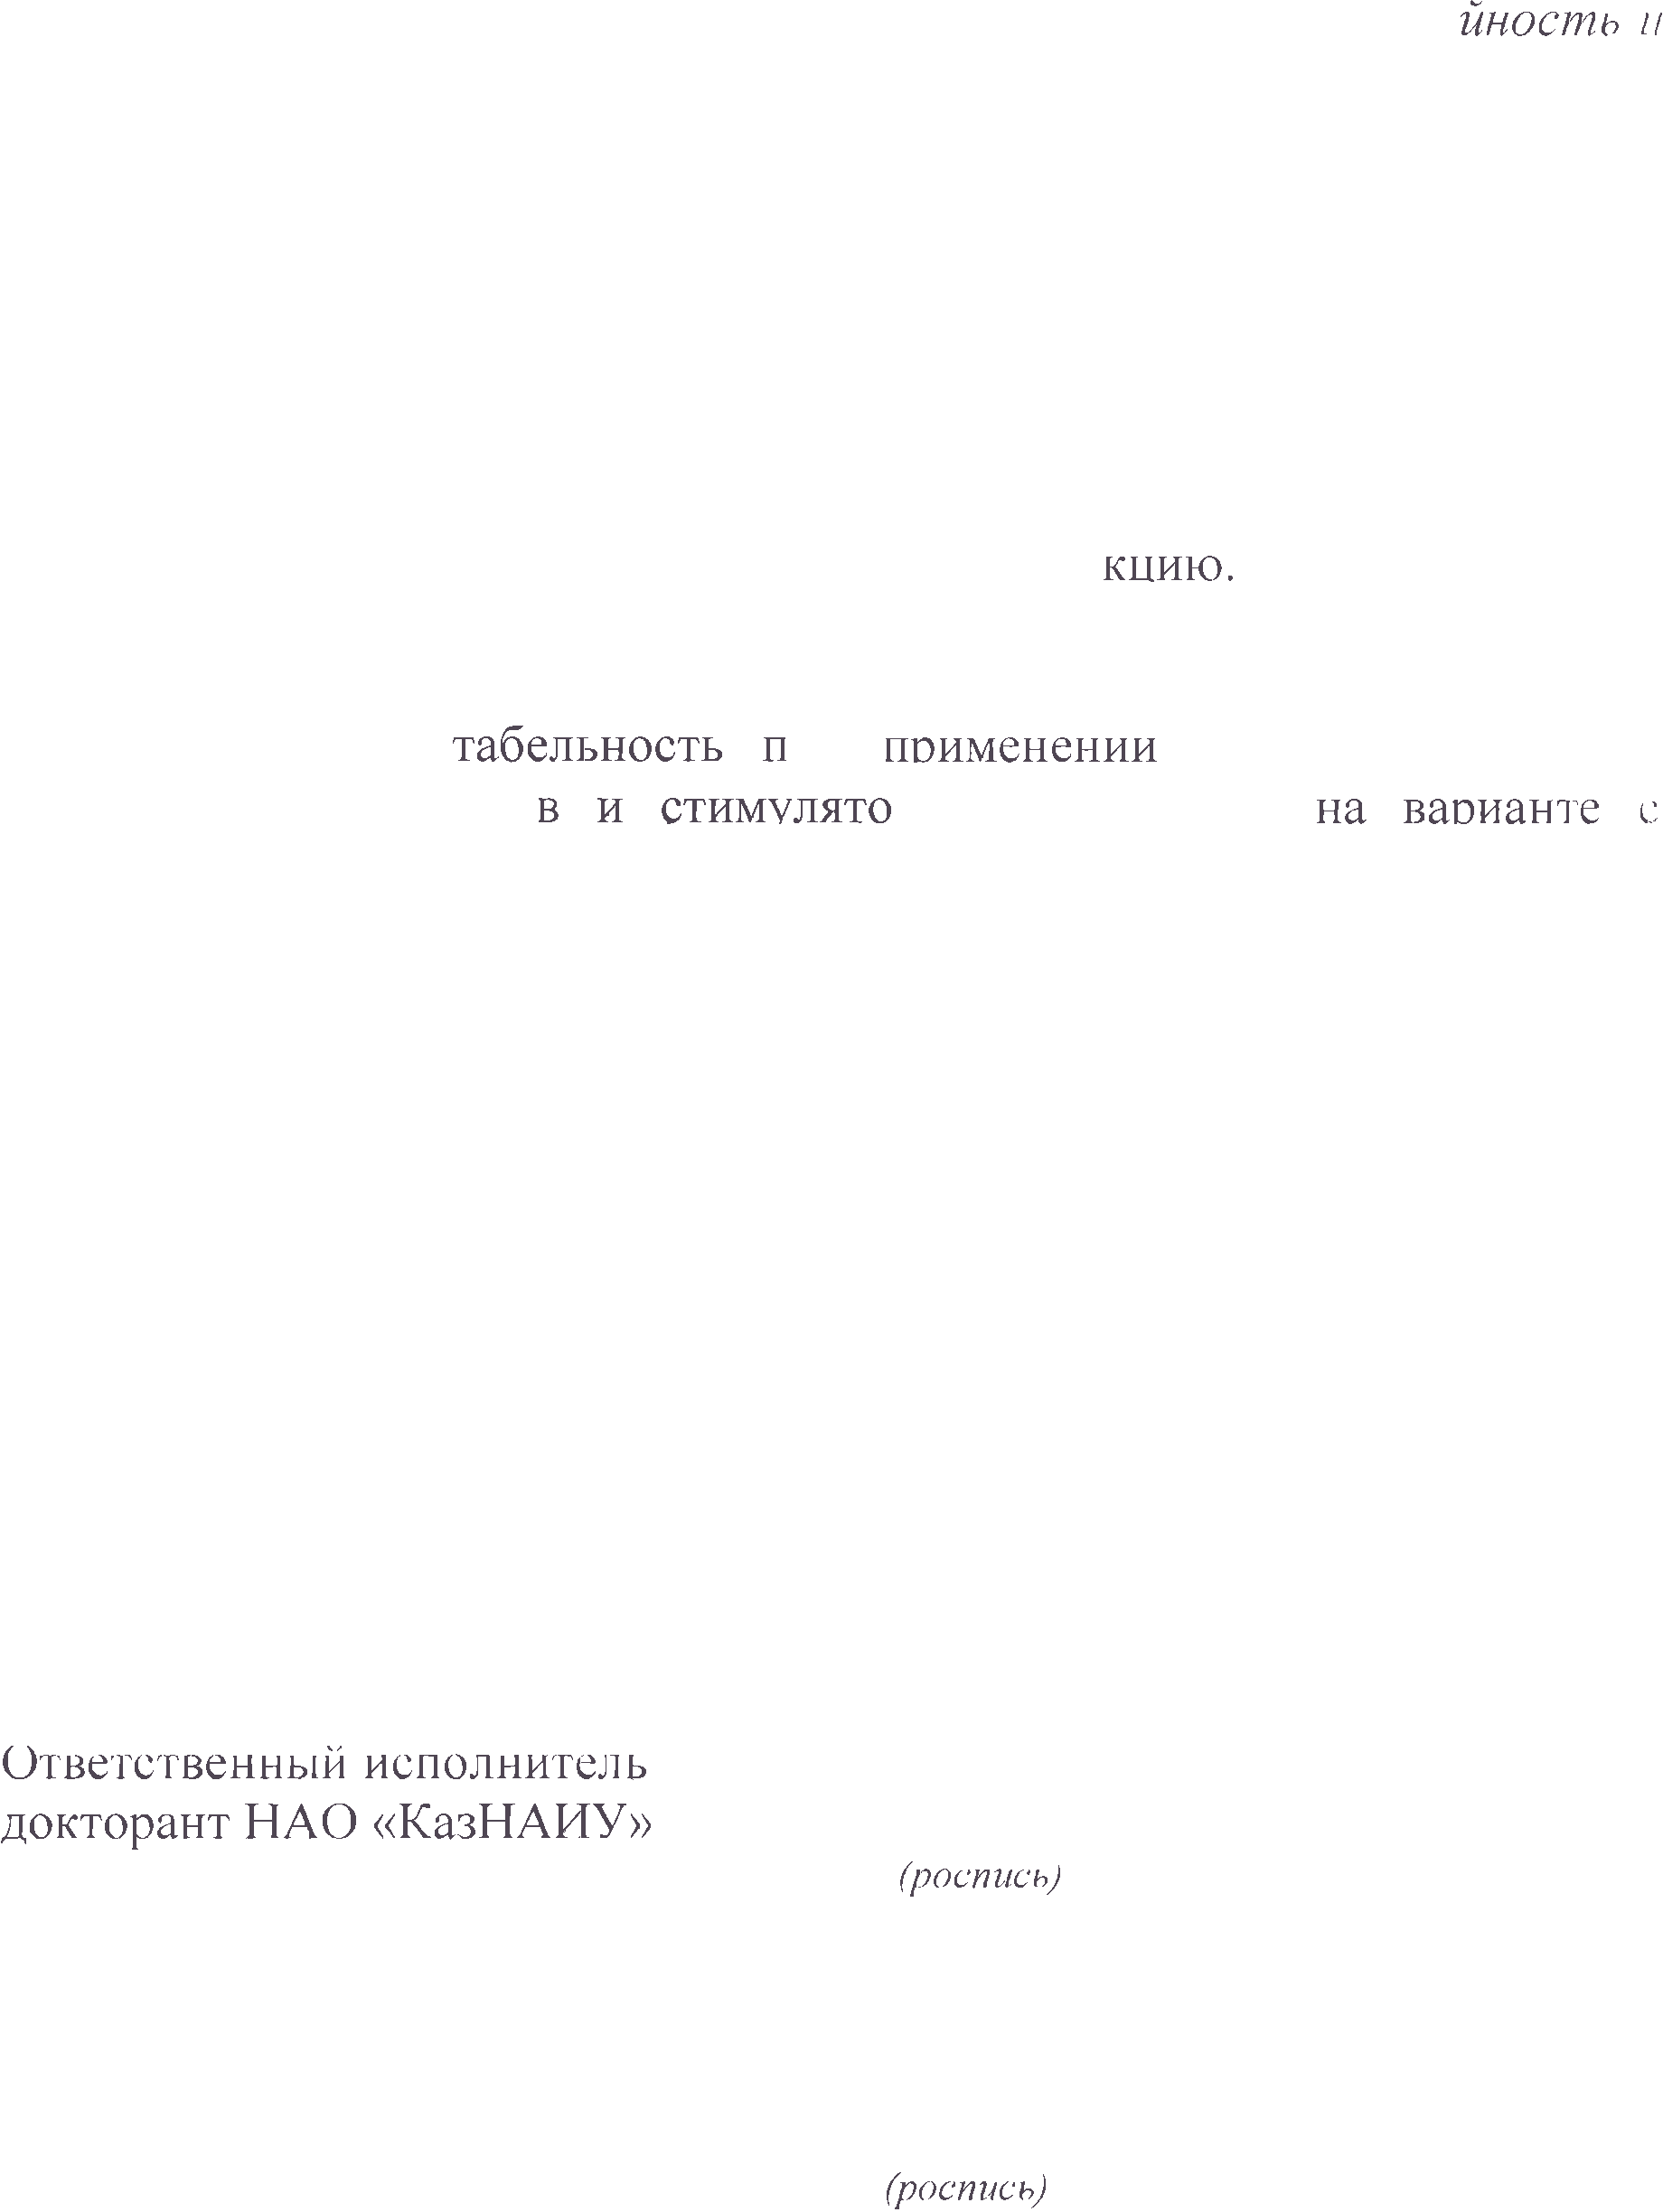 йность и
кцию.
табельность п применении
в и стимулято на варианте с
Ответственный исполнитель
докторант НАО «КазНАИУ»
(роспись)
(роспись)